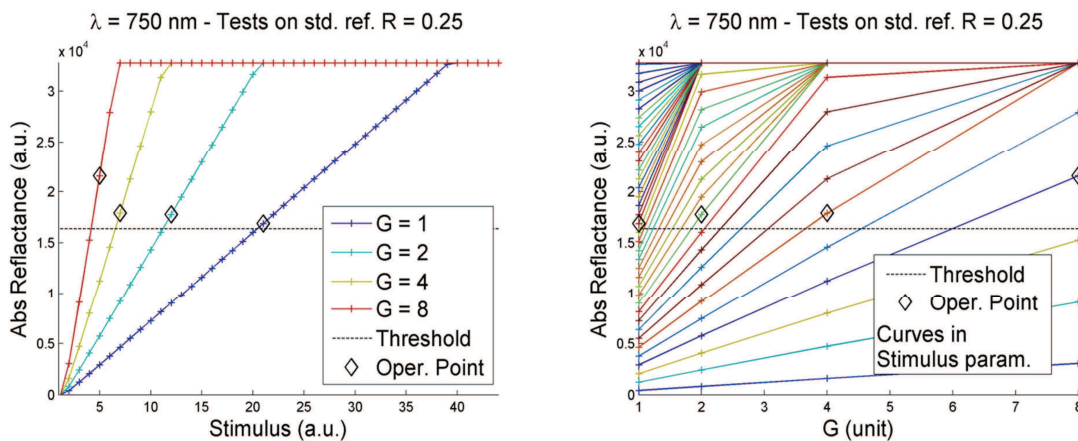 λ = 750 nm - Tests on std. ref. R = 0.25
x 10^4
Abs Reflectance (a.u.)
3
2.5
2
1.5
1
0.5
0
5 10 15 20 25 30 35 40
Stimulus (a.u.)
G = 1
G = 2
G = 4
G = 8
Threshold
Oper. Point
λ = 750 nm - Tests on std. ref. R = 0.25
x 10^4
Abs Reflectance (a.u.)
3
2.5
2
1.5
1
0.5
0
1 2 3 4 5 6 7 8
G (unit)
Threshold
Oper. Point
Curves in
Stimulus param.